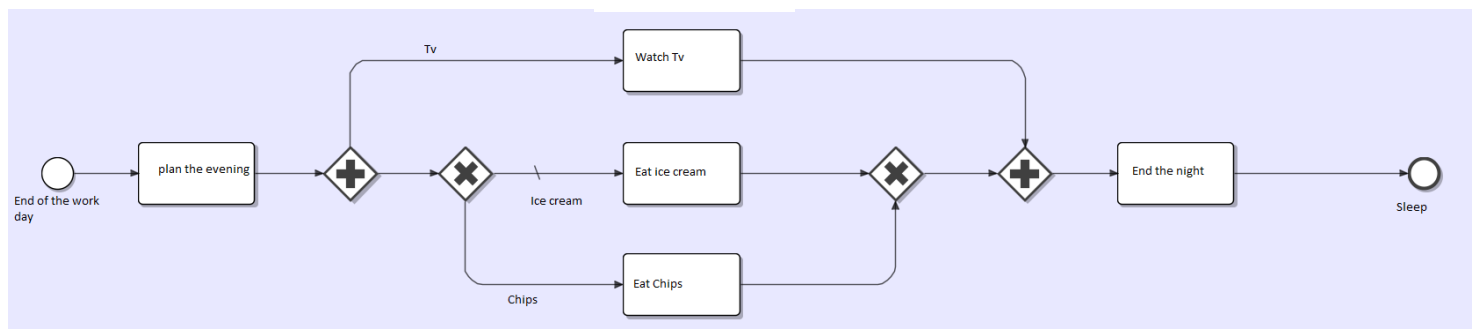 Tv
Watch Tv
plan the evening
Eat ice cream
End the night
End of the work
day
Ice cream
Sleep
Eat Chips
Chips